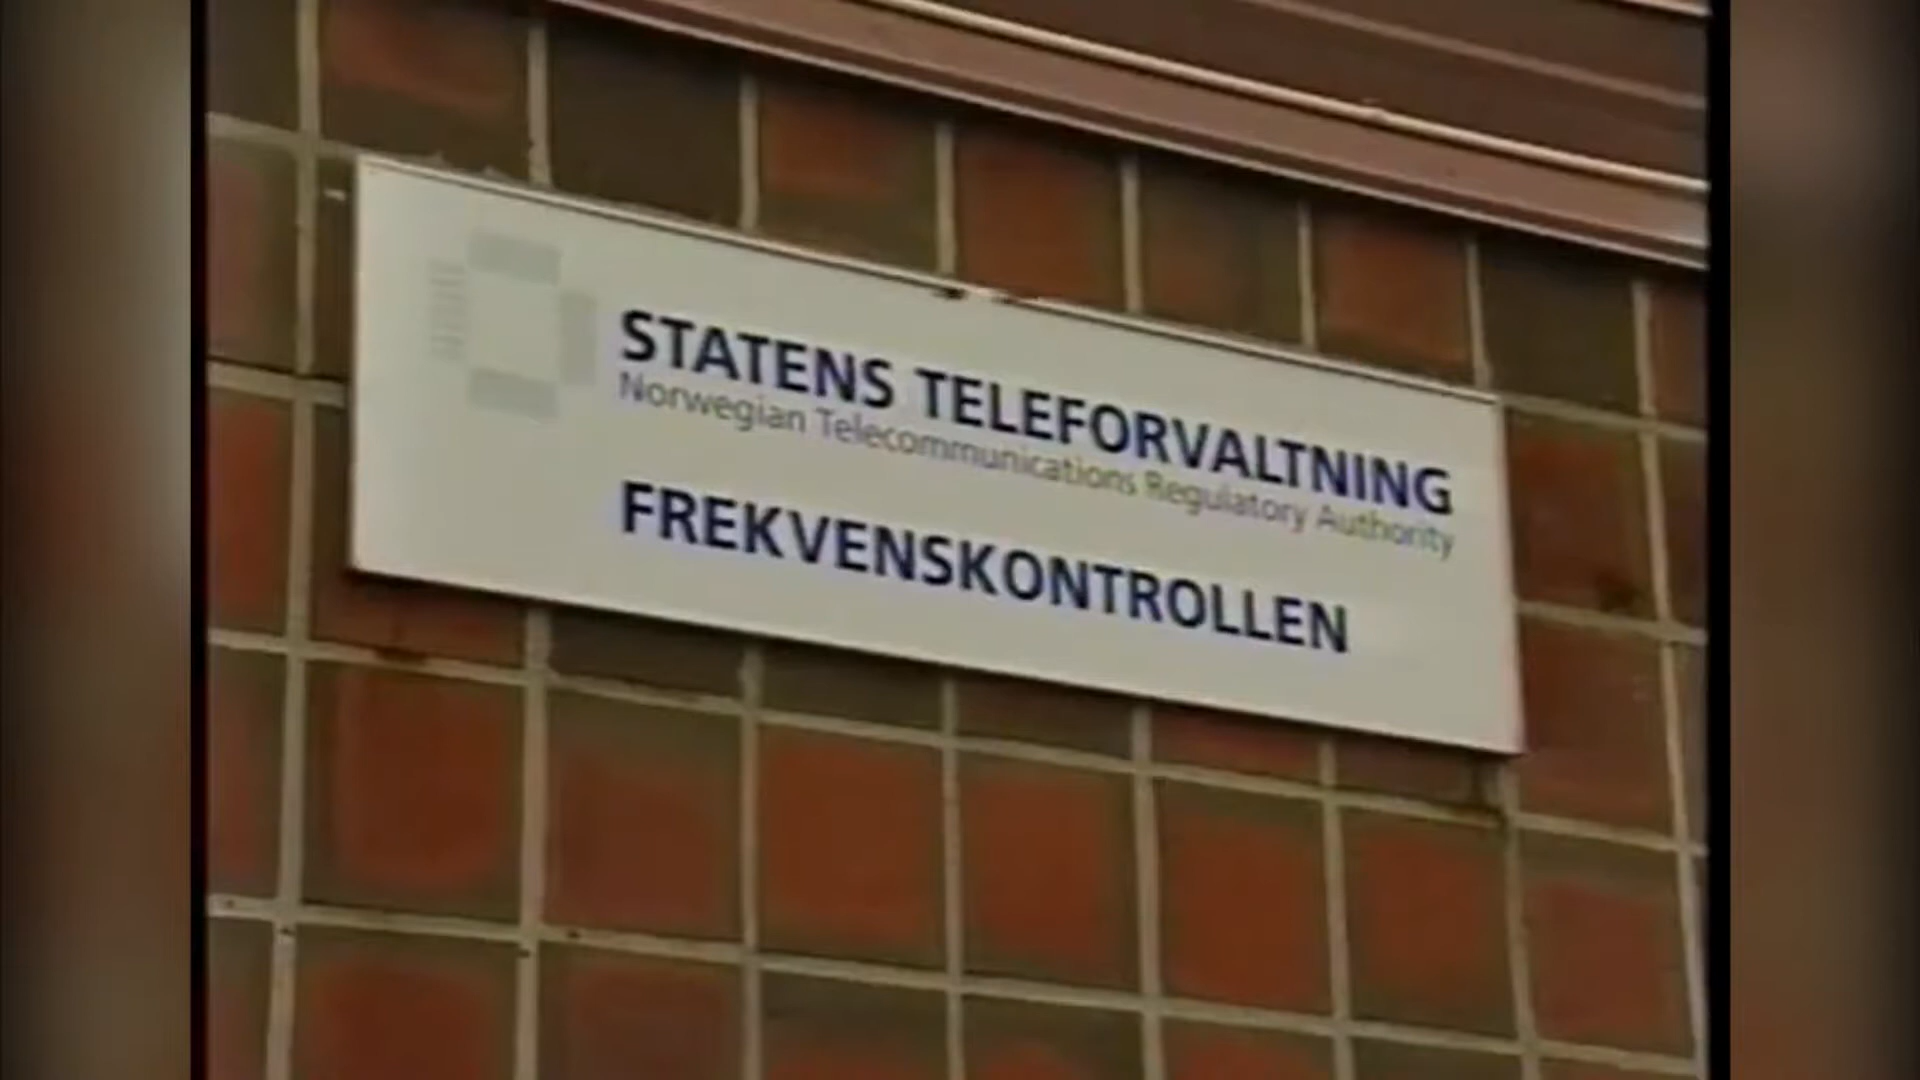 STATENS TELEFORVALTNING
Norwegian Telecommunications Regulatory Authority
FREKVENSKONTROLLEN